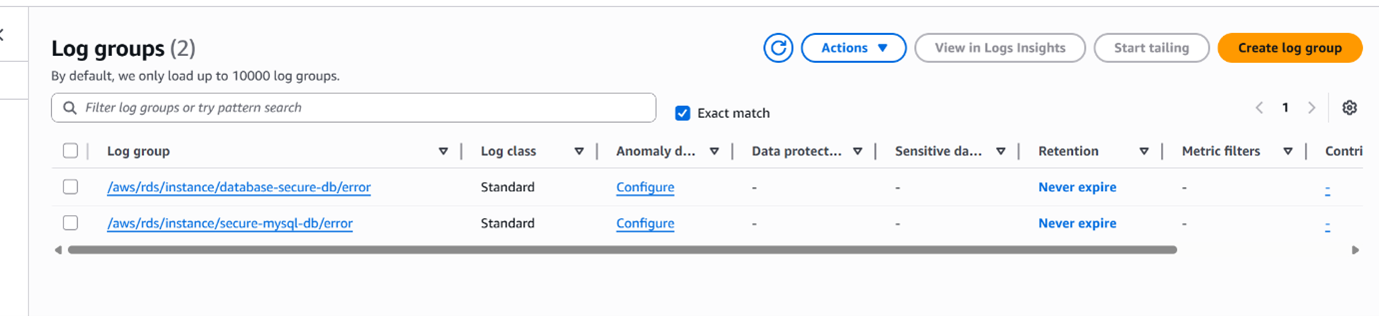 Log groups (2)
Actions ▼
View in Logs Insights
Start tailing
Create log group
By default, we only load up to 10000 log groups.
Filter log groups or try pattern search
Exact match
1
Log group
Log class
Anomaly d...
Data protect...
Sensitive da...
Retention
Metric filters
Contri
/aws/rds/instance/database-secure-db/error
Standard
Configure
-
-
Never expire
-
-
/aws/rds/instance/secure-mysql-db/error
Standard
Configure
-
-
Never expire
-
-